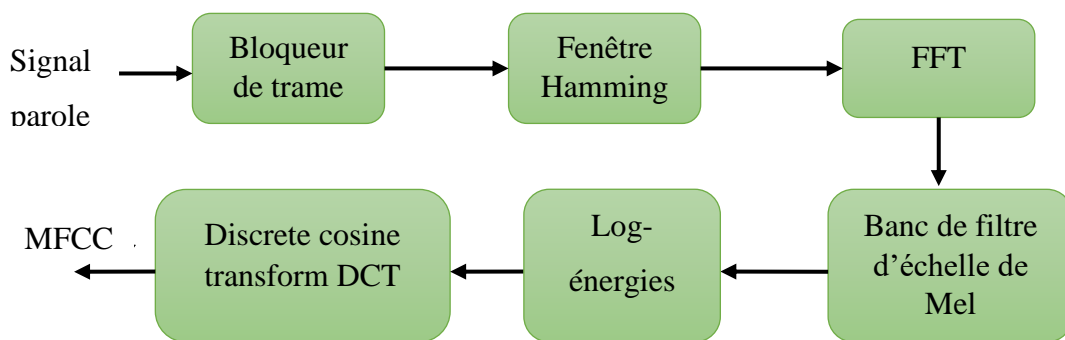 Signal
parole
Bloqueur
de trame
Fenêtre
Hamming
FFT
Banc de filtre
d'échelle de
Mel
Log-
énergies
Discrete cosine
transform DCT
MFCC